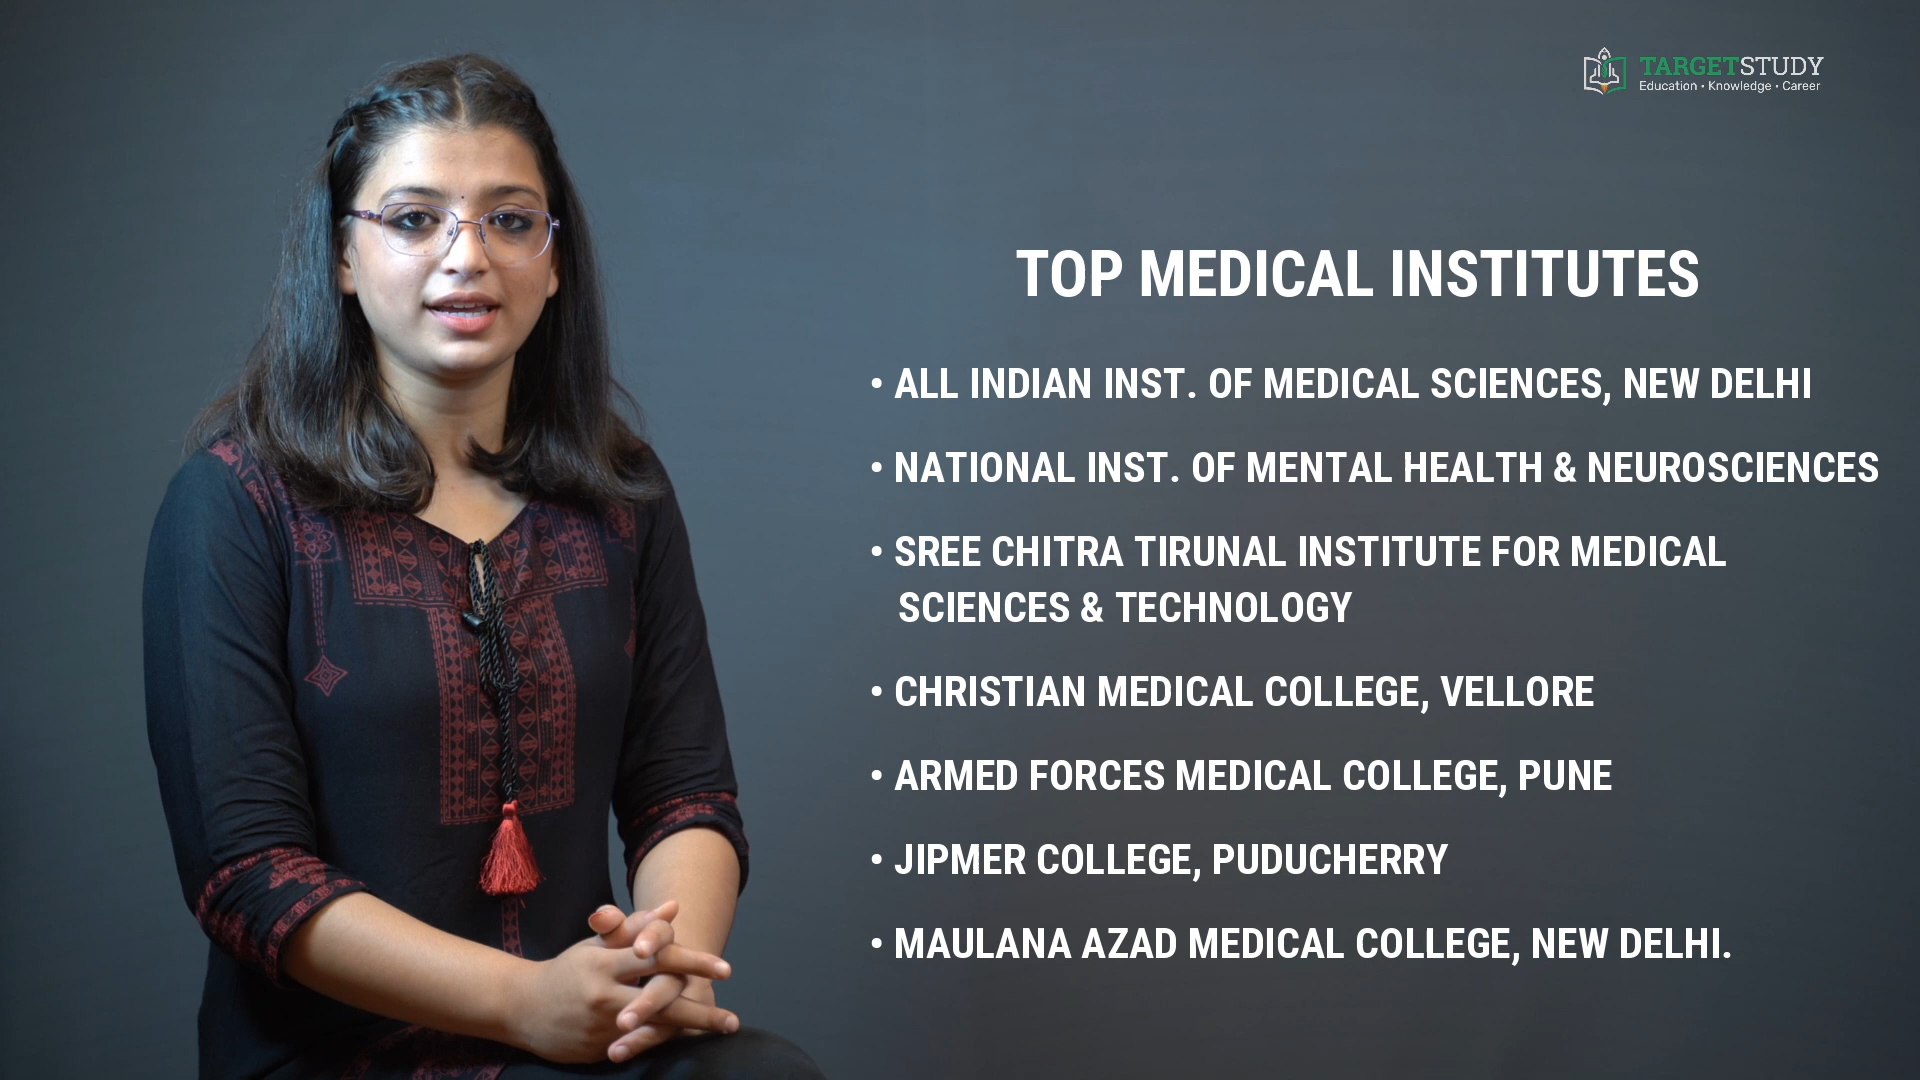 TARGETSTUDY
Education • Knowledge • Career
TOP MEDICAL INSTITUTES
• ALL INDIAN INST. OF MEDICAL SCIENCES, NEW DELHI
• NATIONAL INST. OF MENTAL HEALTH & NEUROSCIENCES
• SREE CHITRA TIRUNAL INSTITUTE FOR MEDICAL
SCIENCES & TECHNOLOGY
• CHRISTIAN MEDICAL COLLEGE, VELLORE
• ARMED FORCES MEDICAL COLLEGE, PUNE
• JIPMER COLLEGE, PUDUCHERRY
• MAULANA AZAD MEDICAL COLLEGE, NEW DELHI.